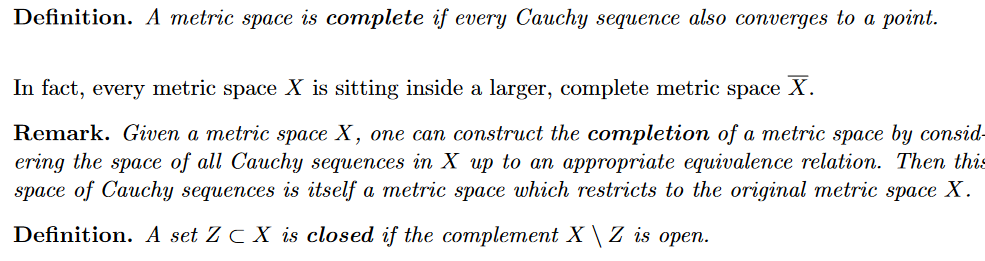 Definition. A metric space is complete if every Cauchy sequence also converges to a point.
In fact, every metric space X is sitting inside a larger, complete metric space X̅.
Remark. Given a metric space X, one can construct the completion of a metric space by consid-
ering the space of all Cauchy sequences in X up to an appropriate equivalence relation. Then this
space of Cauchy sequences is itself a metric space which restricts to the original metric space X.
Definition. A set Z ⊂ X is closed if the complement X \ Z is open.